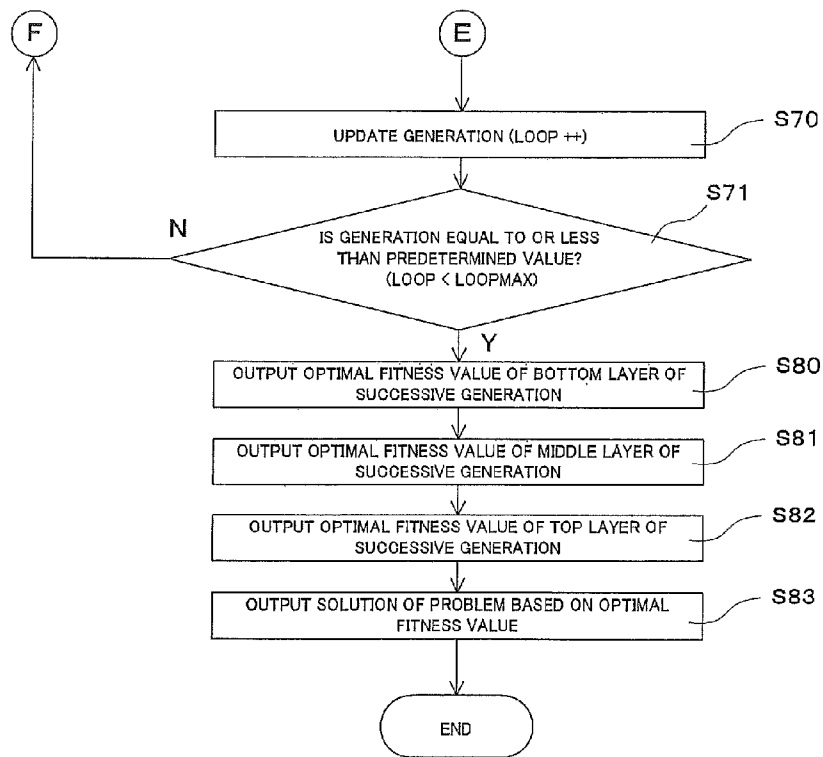 F
E
UPDATE GENERATION (LOOP ++)
S70
S71
N
IS GENERATION EQUAL TO OR LESS
THAN PREDETERMINED VALUE?
(LOOP < LOOPMAX)
Y
S80
OUTPUT OPTIMAL FITNESS VALUE OF BOTTOM LAYER OF
SUCCESSIVE GENERATION
S81
OUTPUT OPTIMAL FITNESS VALUE OF MIDDLE LAYER OF
SUCCESSIVE GENERATION
S82
OUTPUT OPTIMAL FITNESS VALUE OF TOP LAYER OF
SUCCESSIVE GENERATION
S83
OUTPUT SOLUTION OF PROBLEM BASED ON OPTIMAL
FITNESS VALUE
END